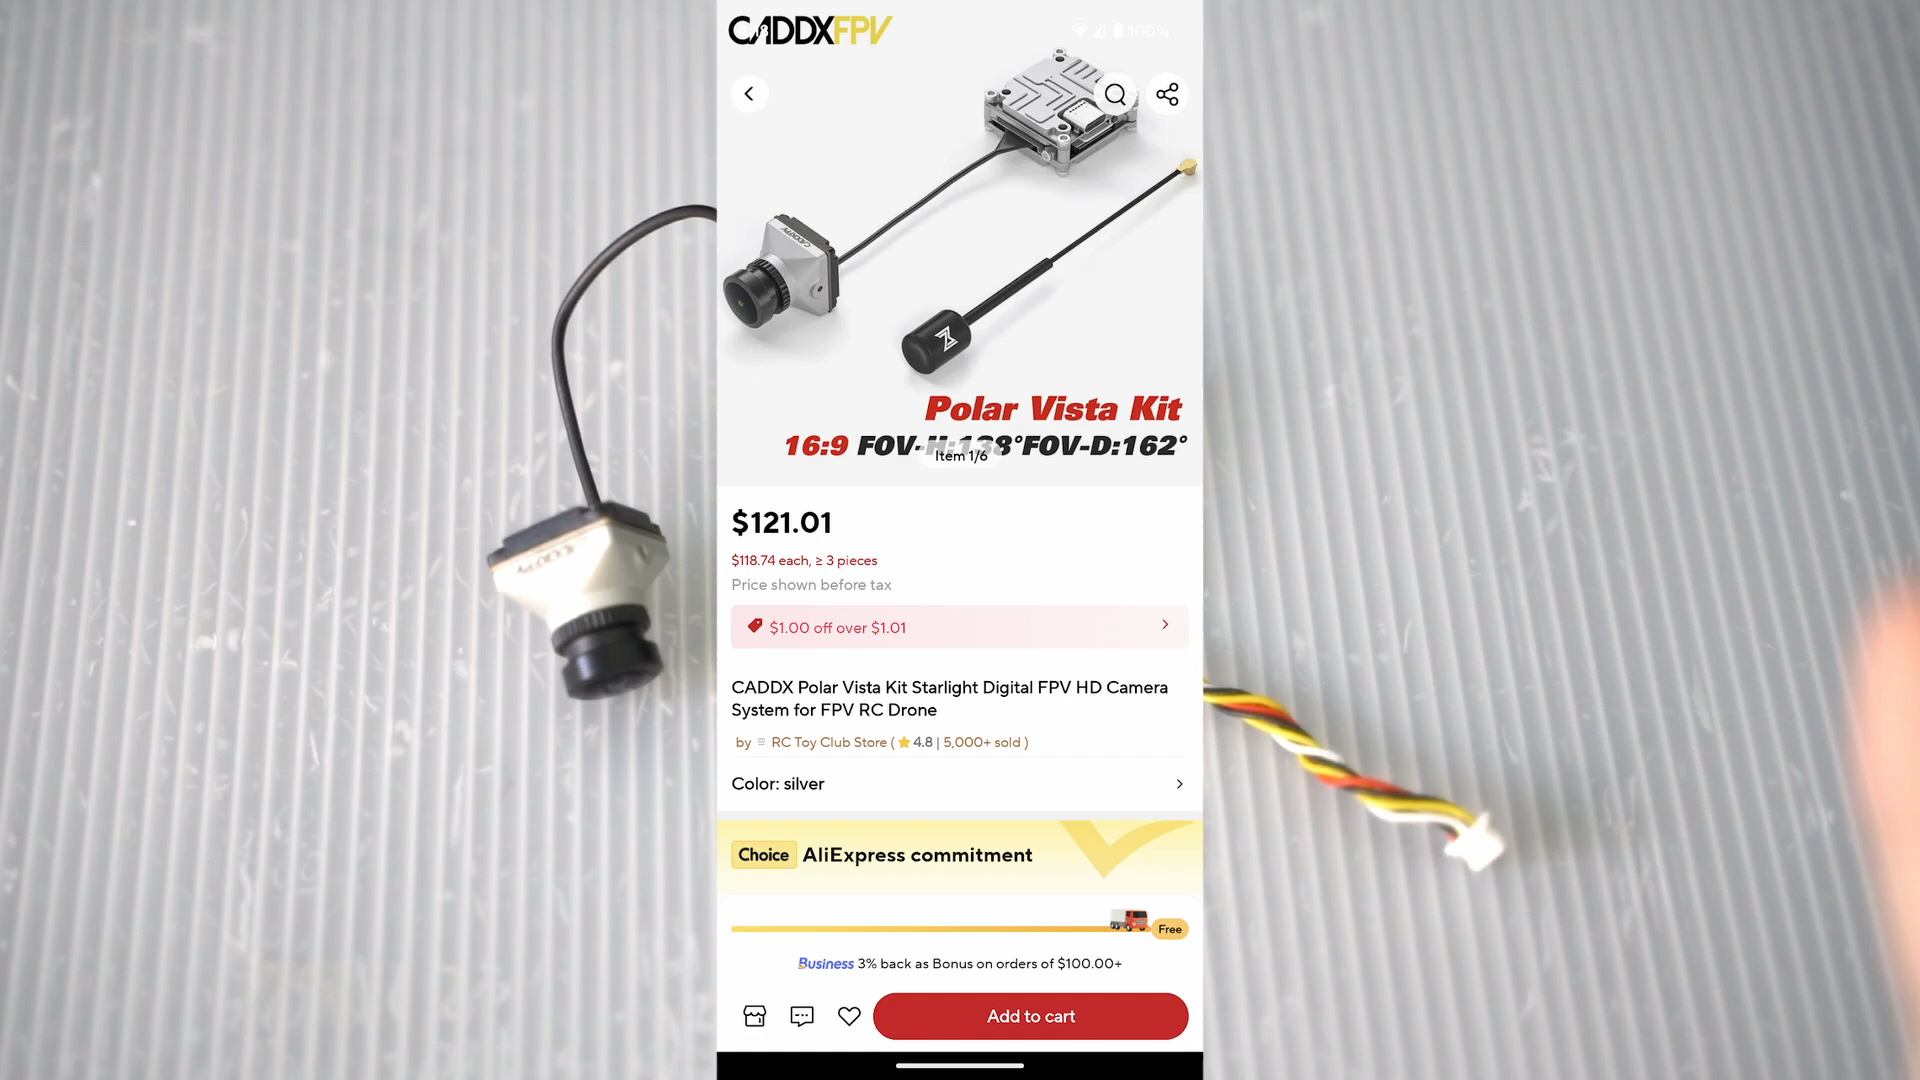 CADDXFPV
100%
Polar Vista Kit
16:9 FOV-H:138°FOV-D:162°
Item 1/6
$121.01
$118.74 each, ≥ 3 pieces
Price shown before tax
$1.00 off over $1.01
CADDX Polar Vista Kit Starlight Digital FPV HD Camera
System for FPV RC Drone
by RC Toy Club Store ( 4.8 | 5,000+ sold )
Color: silver
Choice AliExpress commitment
Free
Business 3% back as Bonus on orders of $100.00+
Add to cart